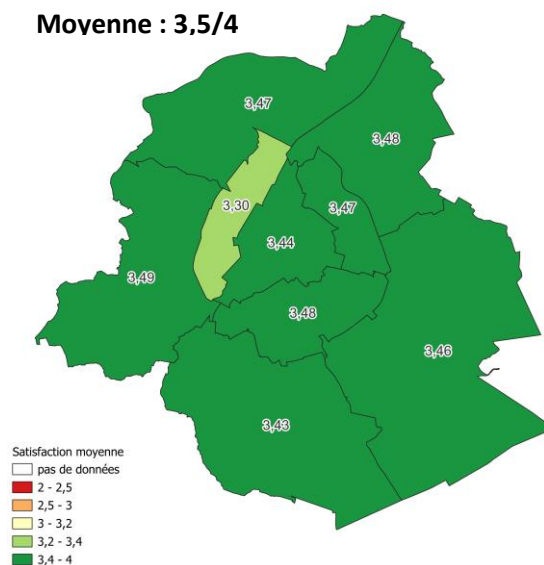 Moyenne : 3,5/4
3,47
3,48
3,30
3,47
3,44
3,49
3,48
3,46
3,43
Satisfaction moyenne
pas de données
2 - 2,5
2,5 - 3
3 - 3,2
3,2 - 3,4
3,4 - 4